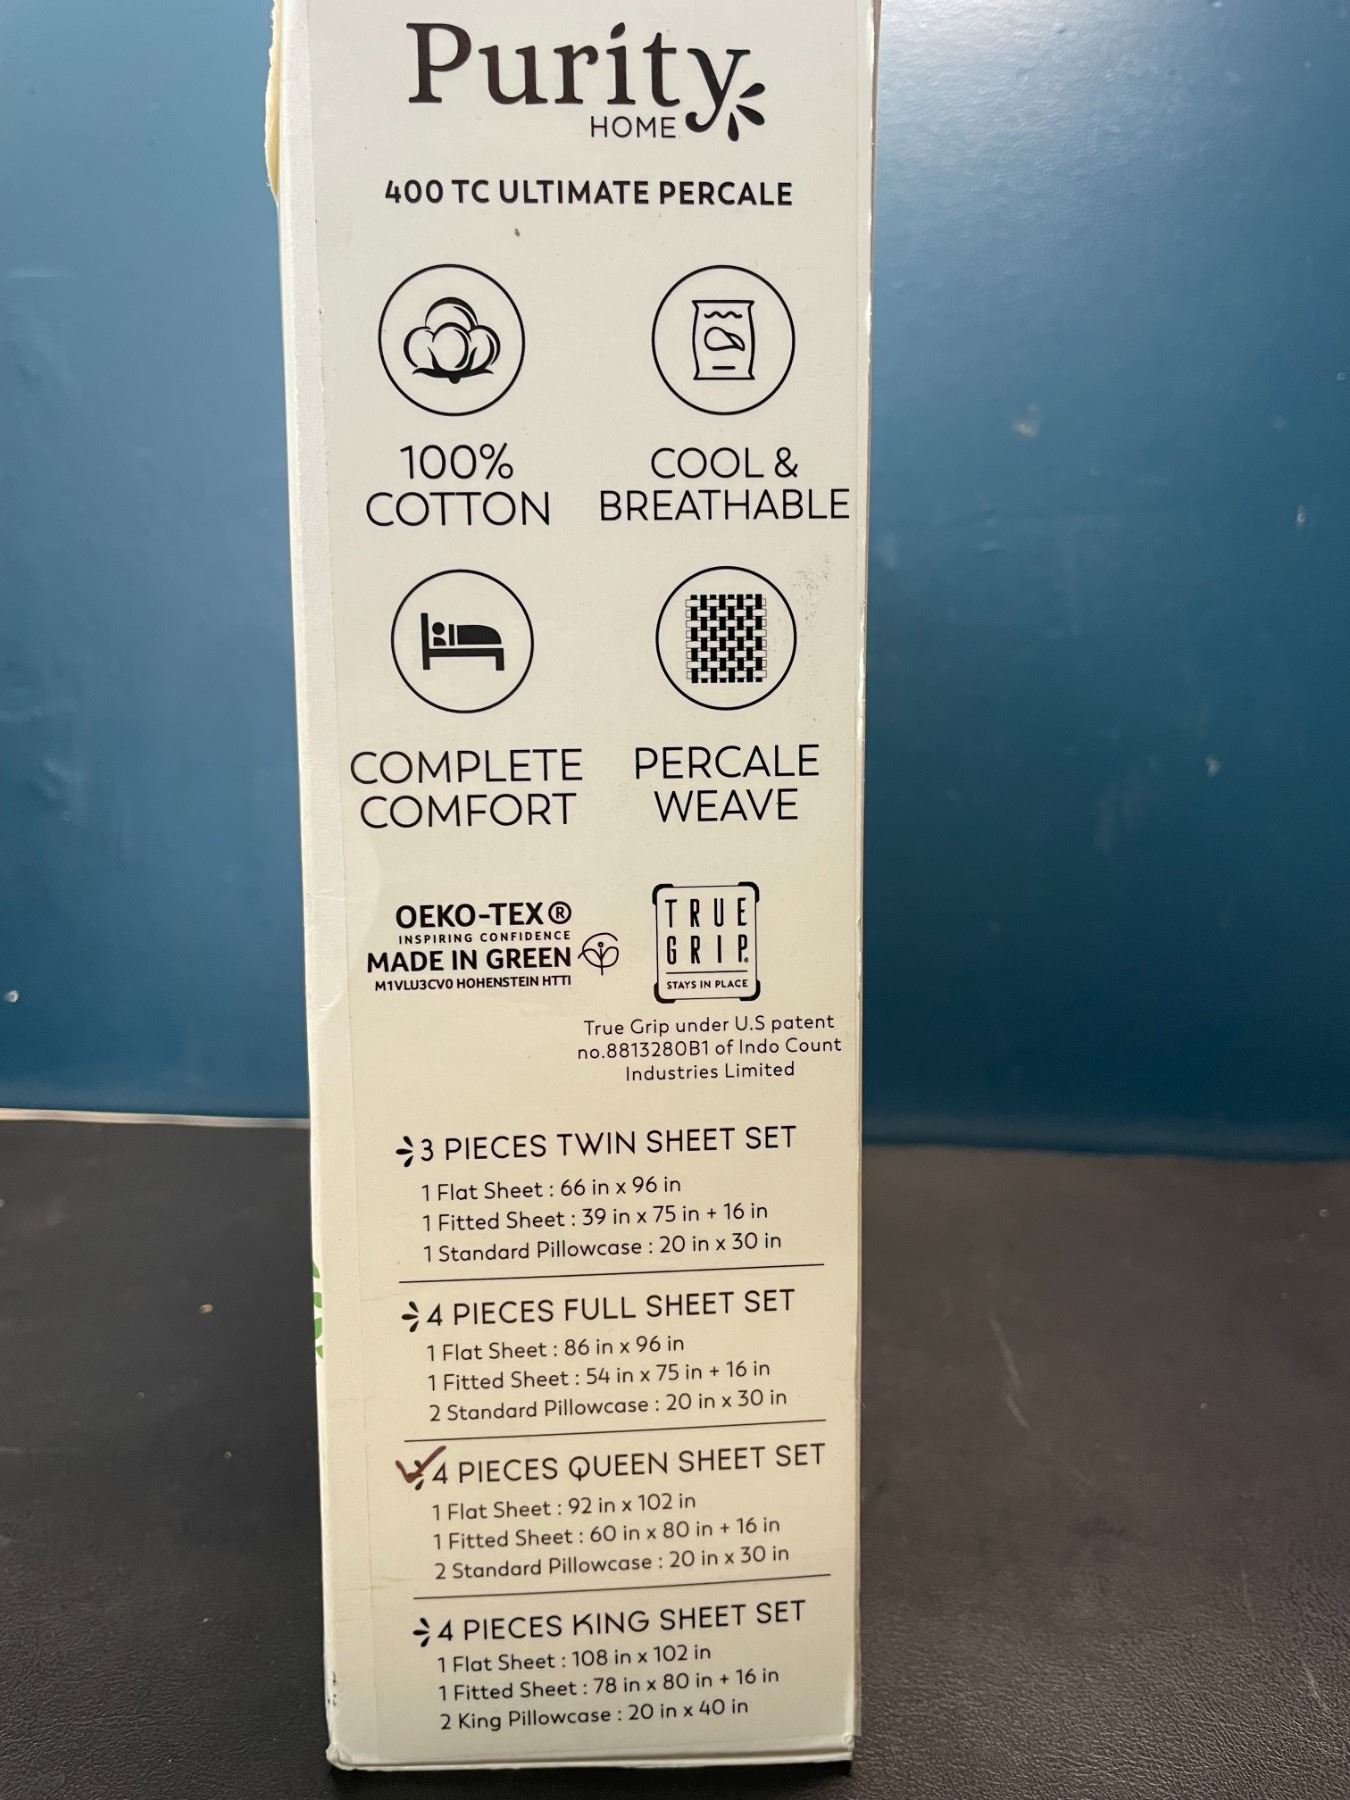 Purity
HOME
400 TC ULTIMATE PERCALE
100%
COTTON
COOL &
BREATHABLE
COMPLETE
COMFORT
PERCALE
WEAVE
OEKO-TEX®
INSPIRING CONFIDENCE
MADE IN GREEN
M1VLU3CV0 HOHENSTEIN HTTI
TRUE
GRIP
STAYS IN PLACE
True Grip under U.S patent
no.8813280B1 of Indo Count
Industries Limited
3 PIECES TWIN SHEET SET
1 Flat Sheet : 66 in x 96 in
1 Fitted Sheet : 39 in x 75 in + 16 in
1 Standard Pillowcase : 20 in x 30 in
4 PIECES FULL SHEET SET
1 Flat Sheet : 86 in x 96 in
1 Fitted Sheet : 54 in x 75 in + 16 in
2 Standard Pillowcase : 20 in x 30 in
4 PIECES QUEEN SHEET SET
1 Flat Sheet : 92 in x 102 in
1 Fitted Sheet : 60 in x 80 in + 16 in
2 Standard Pillowcase : 20 in x 30 in
4 PIECES KING SHEET SET
1 Flat Sheet : 108 in x 102 in
1 Fitted Sheet : 78 in x 80 in + 16 in
2 King Pillowcase : 20 in x 40 in